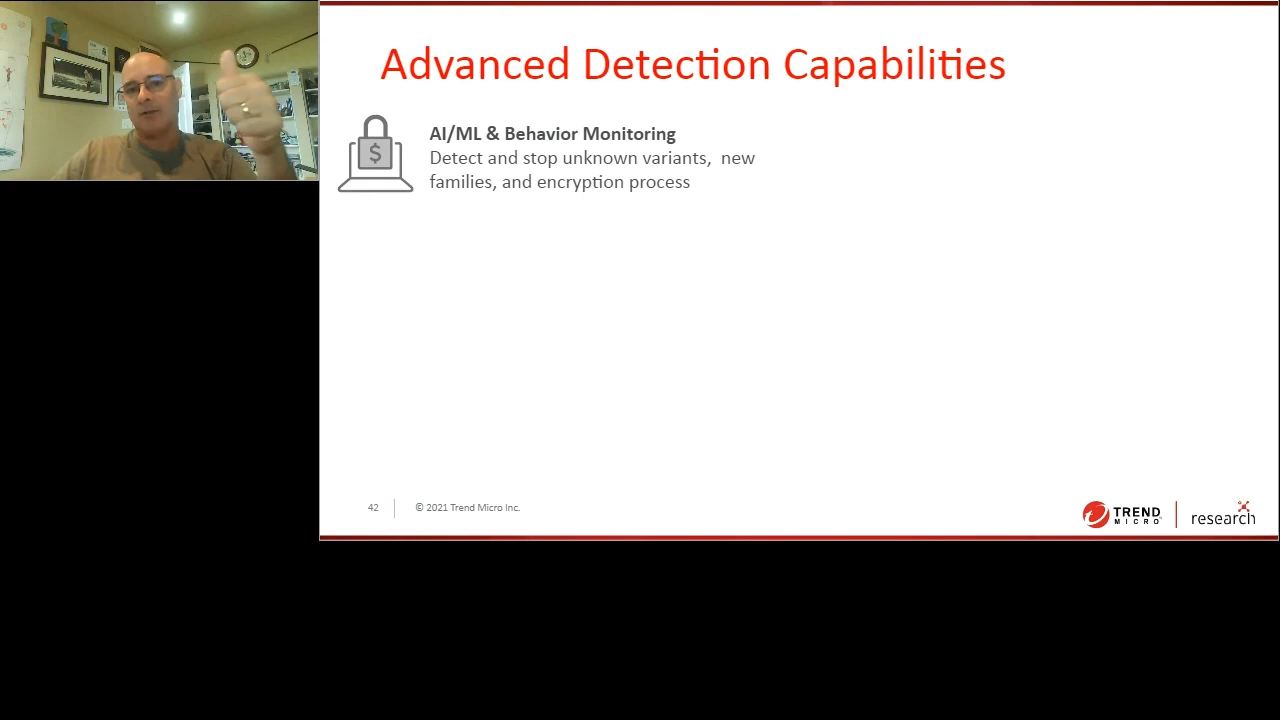 Advanced Detection Capabilities
AI/ML & Behavior Monitoring
Detect and stop unknown variants,  new
families, and encryption process
$
42
© 2021 Trend Micro Inc.
TREND
MICRO
research